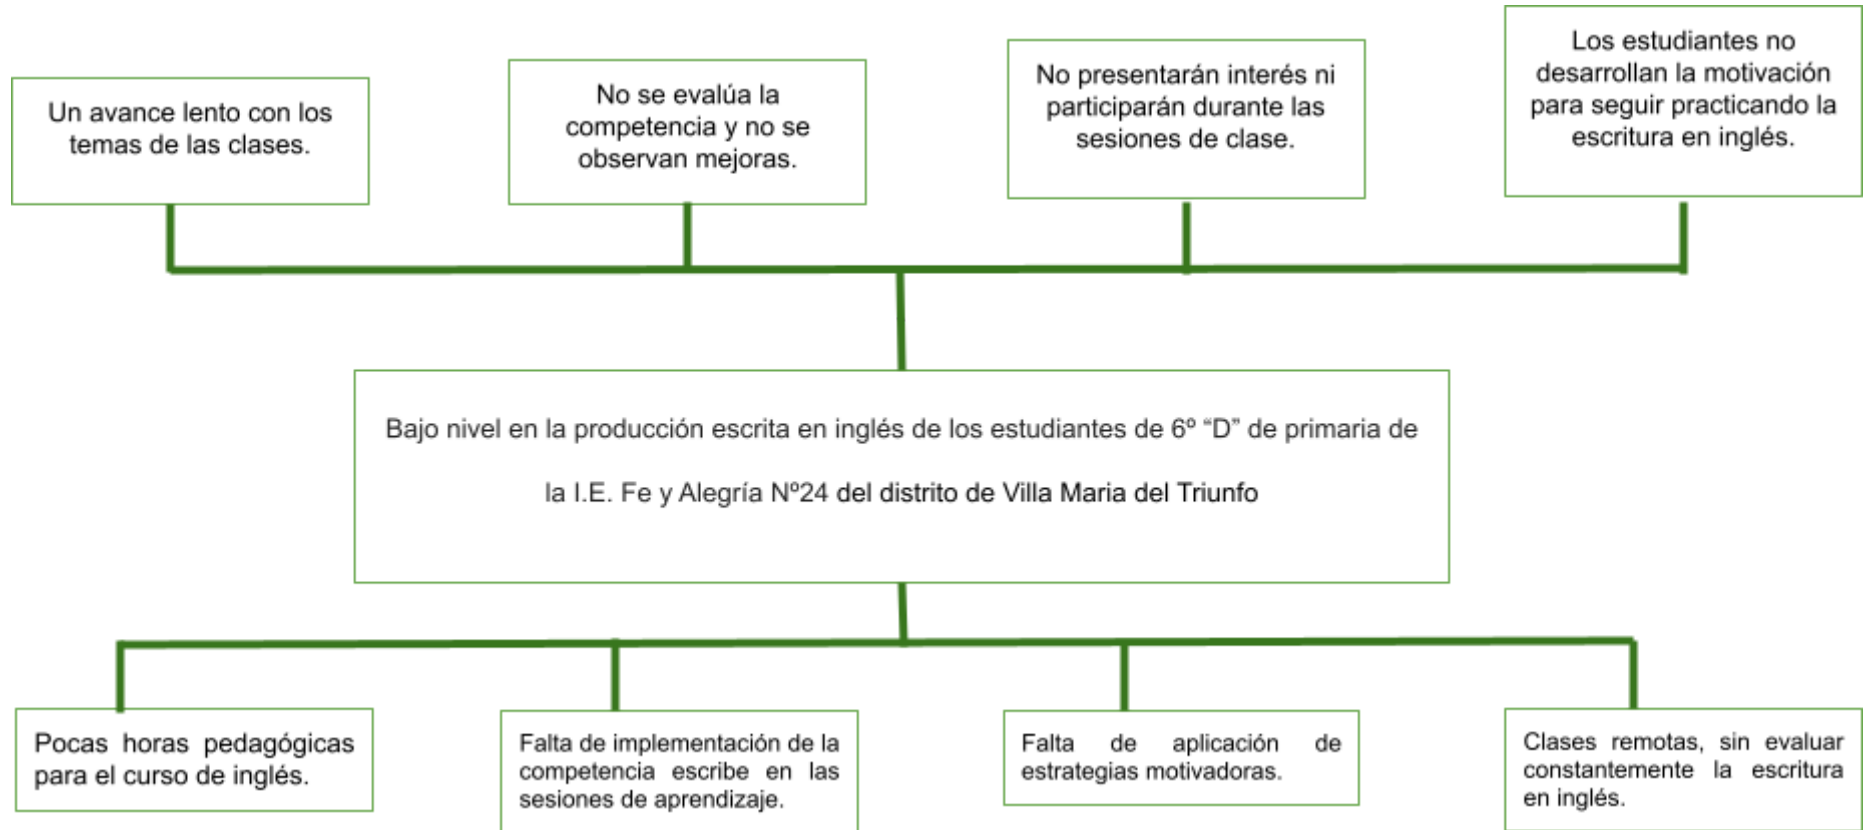 Un avance lento con los
temas de las clases.
No se evalúa la
competencia y no se
observan mejoras.
No presentarán interés ni
participarán durante las
sesiones de clase.
Los estudiantes no
desarrollan la motivación
para seguir practicando la
escritura en inglés.
Bajo nivel en la producción escrita en inglés de los estudiantes de 6º “D” de primaria de
la I.E. Fe y Alegría Nº24 del distrito de Villa Maria del Triunfo
Pocas horas pedagógicas
para el curso de inglés.
Falta de implementación de la
competencia escribe en las
sesiones de aprendizaje.
Falta de aplicación de
estrategias motivadoras.
Clases remotas, sin evaluar
constantemente la escritura
en inglés.